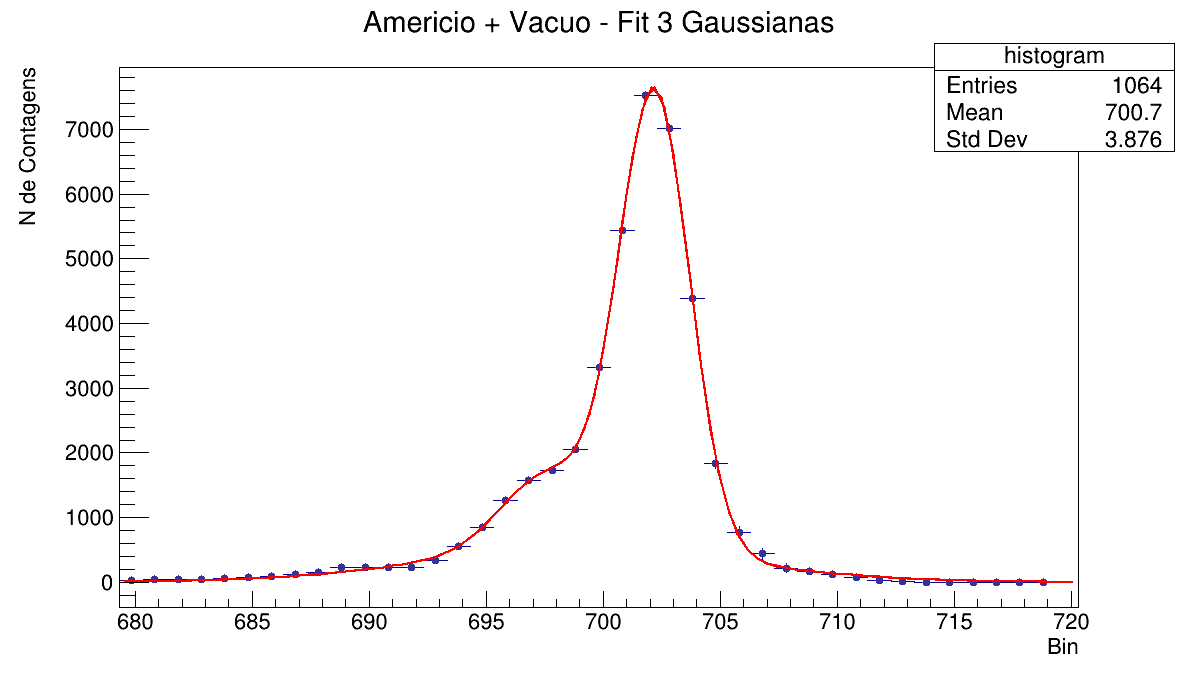 Americio + Vacuo - Fit 3 Gaussianas
histogram
Entries 1064
Mean 700.7
Std Dev 3.876
N de Contagens
7000
6000
5000
4000
3000
2000
1000
0
680 685 690 695 700 705 710 715 720
Bin